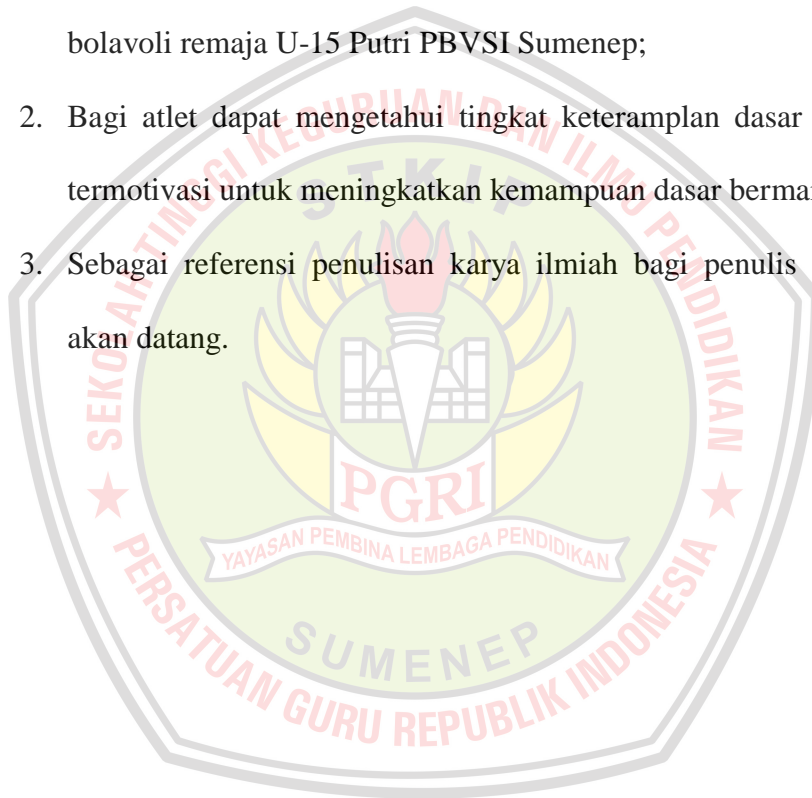 bolavoli remaja U-15 Putri PBVSI Sumenep;
2. Bagi atlet dapat mengetahui tingkat keteramplan dasar
termotivasi untuk meningkatkan kemampuan dasar
3. Sebagai referensi penulisan karya ilmiah bagi penulis
akan datang.
SEKOLAH TINGGI KEGURUAN DAN ILMU PENDIDIKAN
STKIP
PGRI
YAYASAN PEMBINA LEMBAGA PENDIDIKAN
SUMENEP
PERSATUAN GURU REPUBLIK INDONESIA